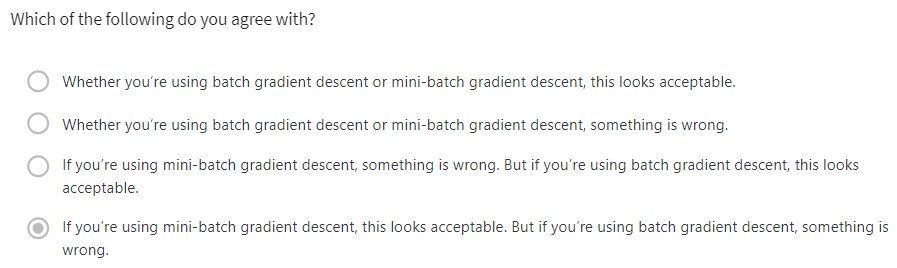 Which of the following do you agree with?
Whether you're using batch gradient descent or mini-batch gradient descent, this looks acceptable.
Whether you're using batch gradient descent or mini-batch gradient descent, something is wrong.
If you're using mini-batch gradient descent, something is wrong. But if you're using batch gradient descent, this looks
acceptable.
If you're using mini-batch gradient descent, this looks acceptable. But if you're using batch gradient descent, something is
wrong.